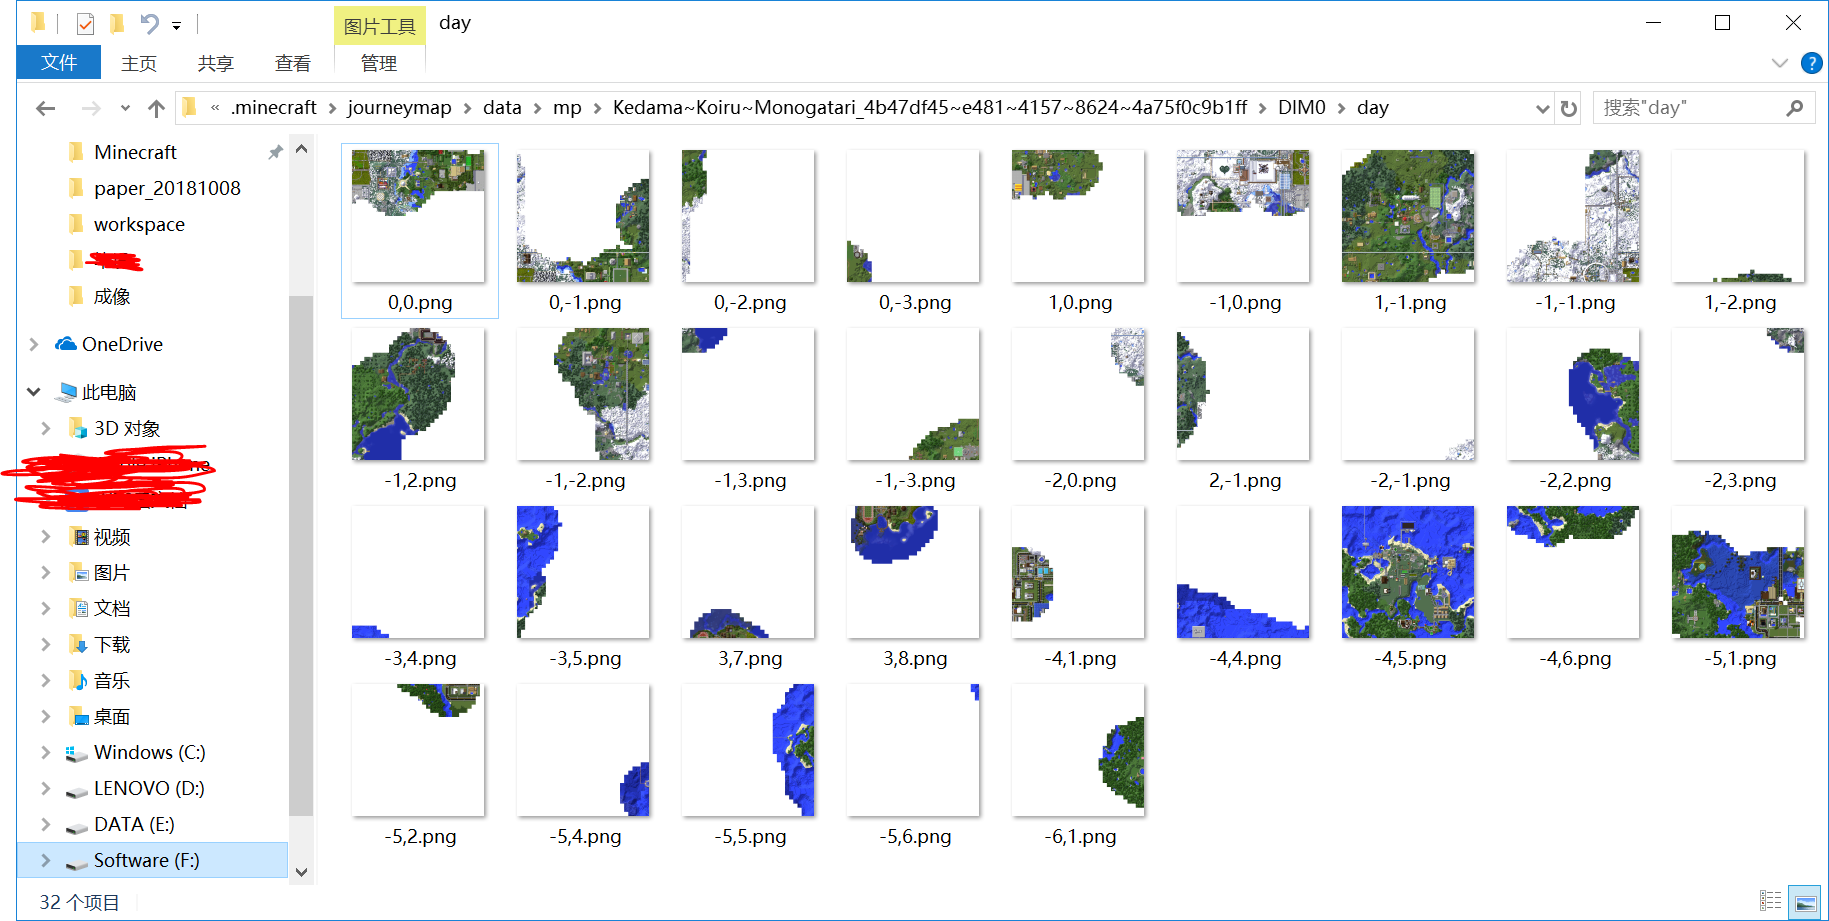 图片工具
day
文件
主页
共享
查看
管理
?
« .minecraft > journeymap > data > mp > Kedama~Koiru~Monogatari_4b47df45~e481~4157~8624~4a75f0c9b1ff > DIM0 > day
搜索"day"
Minecraft
paper_20181008
workspace
成像
OneDrive
此电脑
3D 对象
视频
图片
文档
下载
音乐
桌面
Windows (C:)
LENOVO (D:)
DATA (E:)
Software (F:)
0,0.png
0,-1.png
0,-2.png
0,-3.png
1,0.png
-1,0.png
1,-1.png
-1,-1.png
1,-2.png
-1,2.png
-1,-2.png
-1,3.png
-1,-3.png
-2,0.png
2,-1.png
-2,-1.png
-2,2.png
-2,3.png
-3,4.png
-3,5.png
3,7.png
3,8.png
-4,1.png
-4,4.png
-4,5.png
-4,6.png
-5,1.png
-5,2.png
-5,4.png
-5,5.png
-5,6.png
-6,1.png
32 个项目